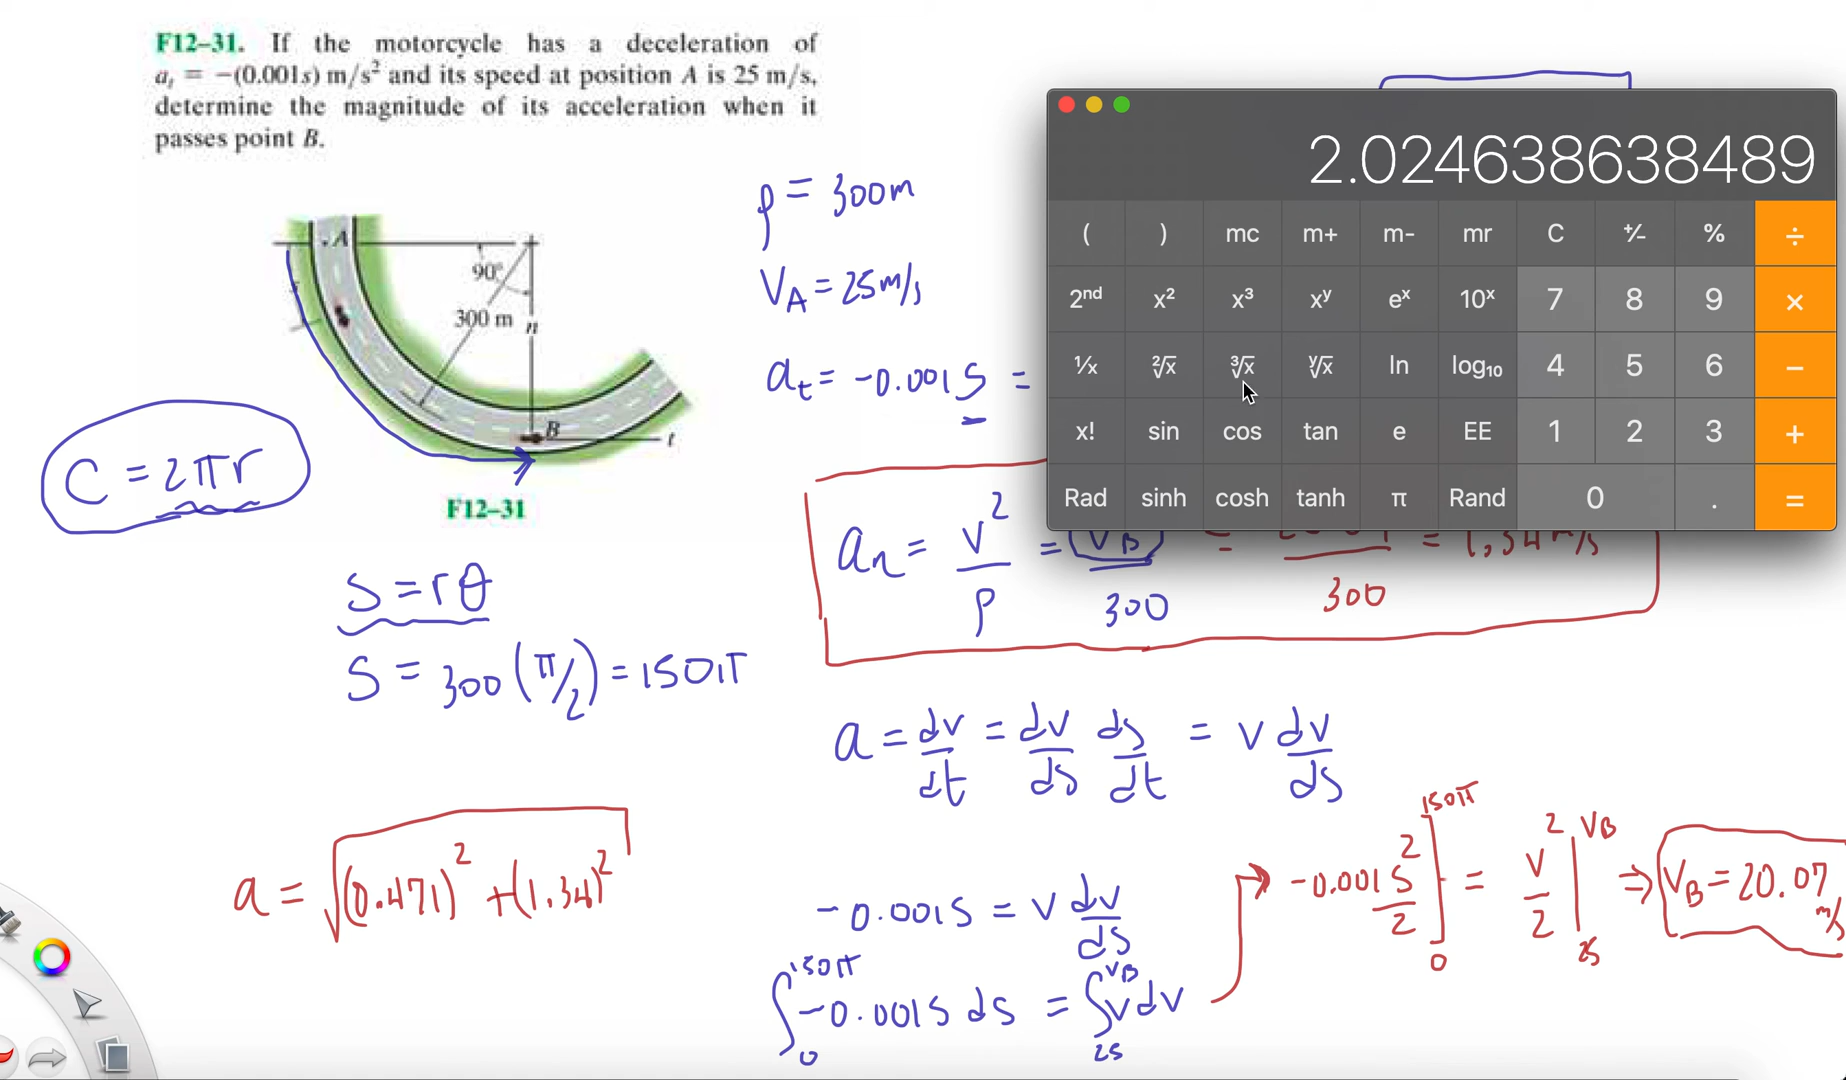 F12–31. If the motorcycle has a deceleration of
aₜ = −(0.001s) m/s² and its speed at position A is 25 m/s,
determine the magnitude of its acceleration when it
passes point B.
A
90°
300 m
n
B
t
F12–31
C = 2πr
S = rθ
S = 300 (π/2) = 150π
a = √(0.471)² + (1.34)²
ρ = 300m
V_A = 25m/s
a_t = -0.001S =
a_n = V²/ρ = V_B/300 = /300 = 1.34 m/s
a = dv/dt = dv/ds ds/dt = v dv/ds
-0.001S = v dv/ds
∫₀^150π -0.001S ds = ∫₂₅^VB v dv
-0.001 S²/2 ]₀^150π = V²/2 |₂₅^VB ⇒ V_B = 20.07 m/s
2.024638638489
( ) mc m+ m- mr C +/- % ÷
2nd x² x³ xʸ eˣ 10ˣ 7 8 9 ×
1/x ²√x ³√x ʸ√x ln log₁₀ 4 5 6 −
x! sin cos tan e EE 1 2 3 +
Rad sinh cosh tanh π Rand 0 . =